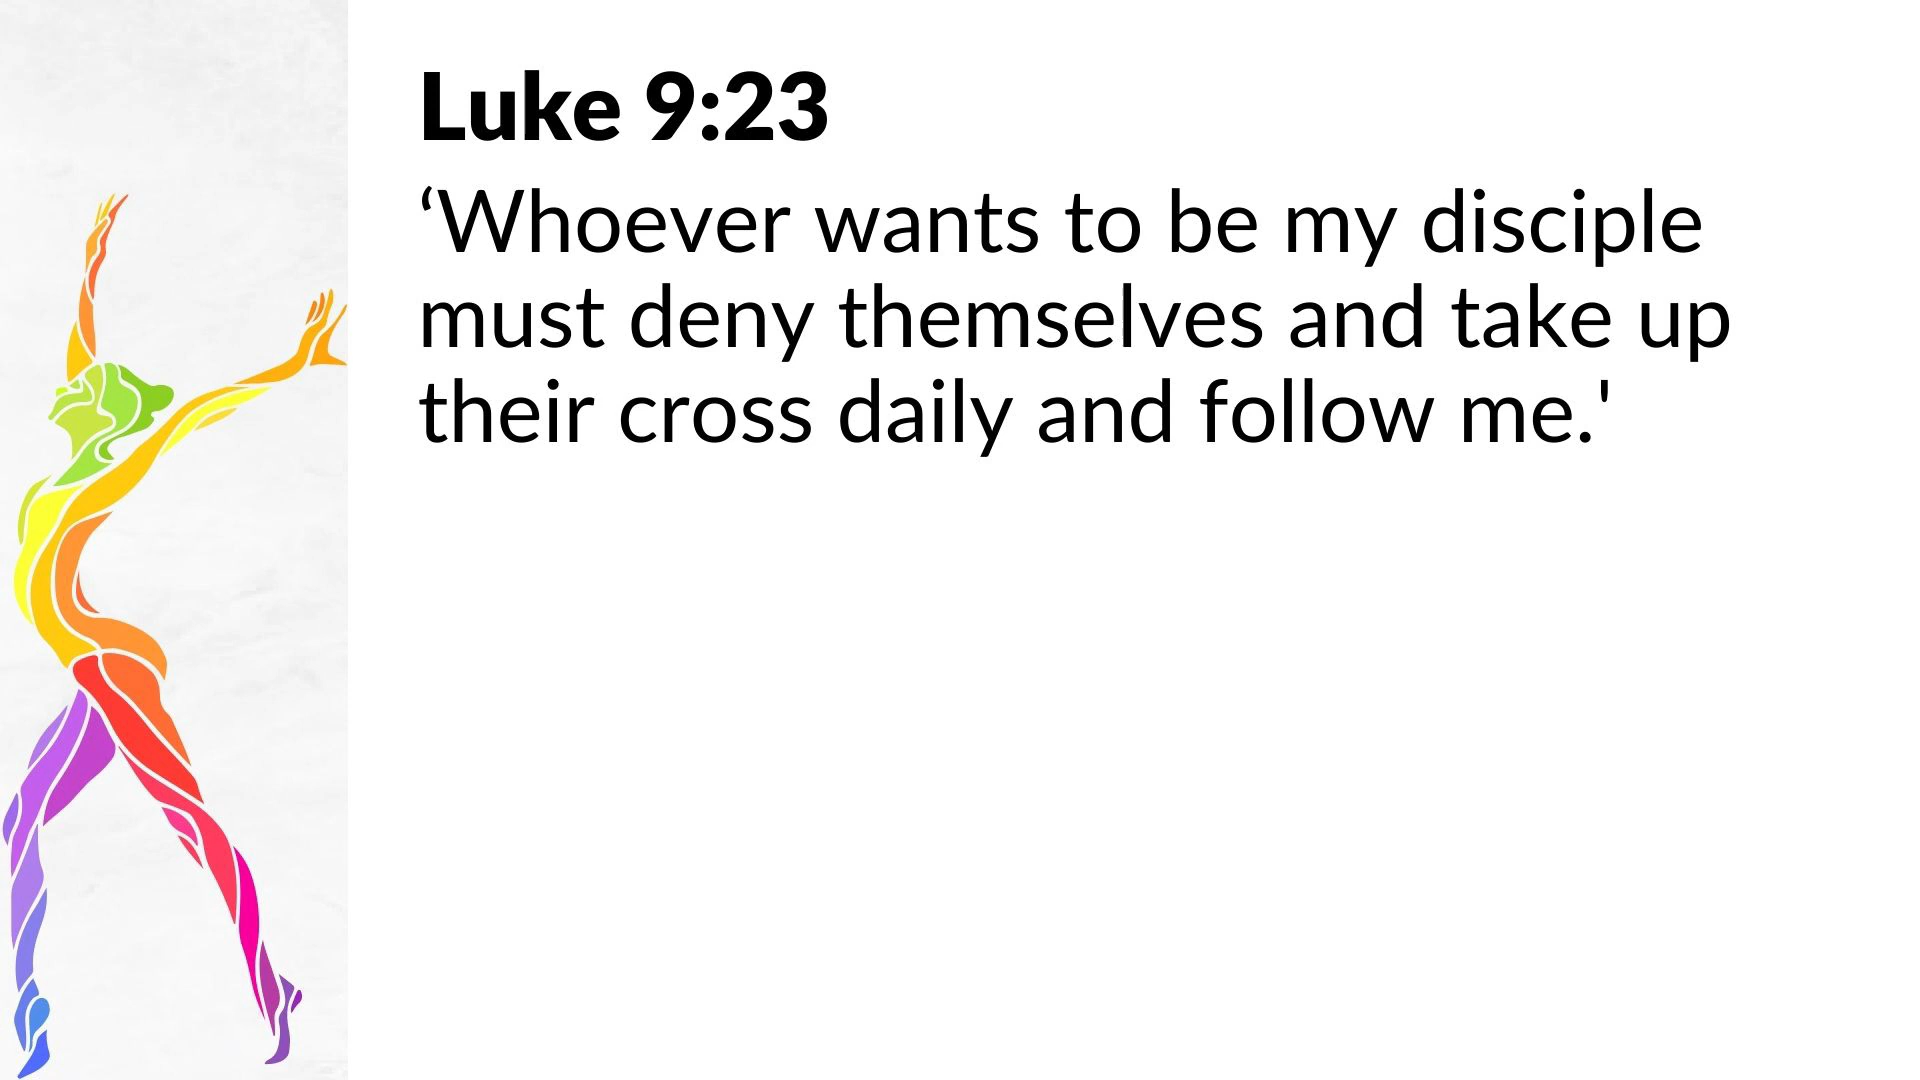 Luke 9:23
‘Whoever wants to be my disciple
must deny themselves and take up
their cross daily and follow me.'